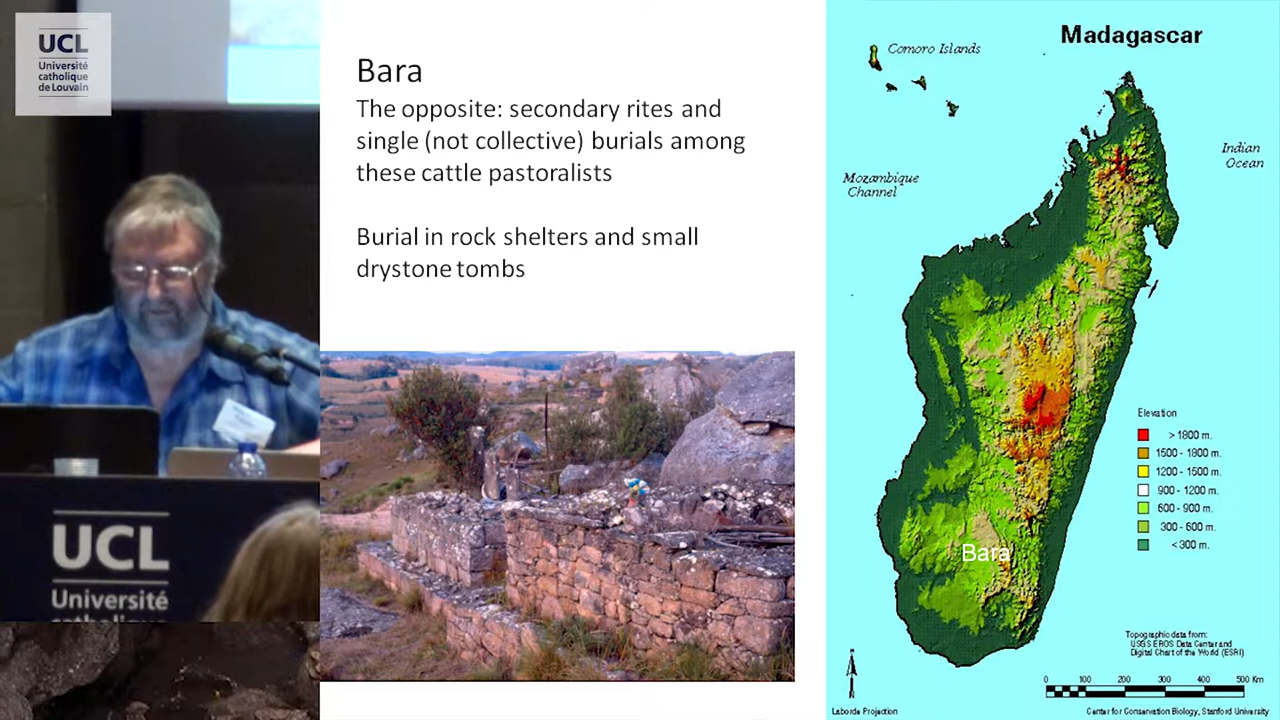 UCL
Université
catholique
de Louvain
Bara
The opposite: secondary rites and
single (not collective) burials among
these cattle pastoralists
Burial in rock shelters and small
drystone tombs
UCL
Université
Madagascar
Comoro Islands
Indian
Ocean
Mozambique
Channel
Elevation
> 1800 m.
1500 - 1800 m.
1200 - 1500 m.
900 - 1200 m.
600 - 900 m.
300 - 600 m.
< 300 m.
Bara
Topographic data from:
USGS EROS Data Center and
Digital Chart of the World (ESRI)
0 100 200 300 400 500 Km
Laborde Projection
Center for Conservation Biology, Stanford University